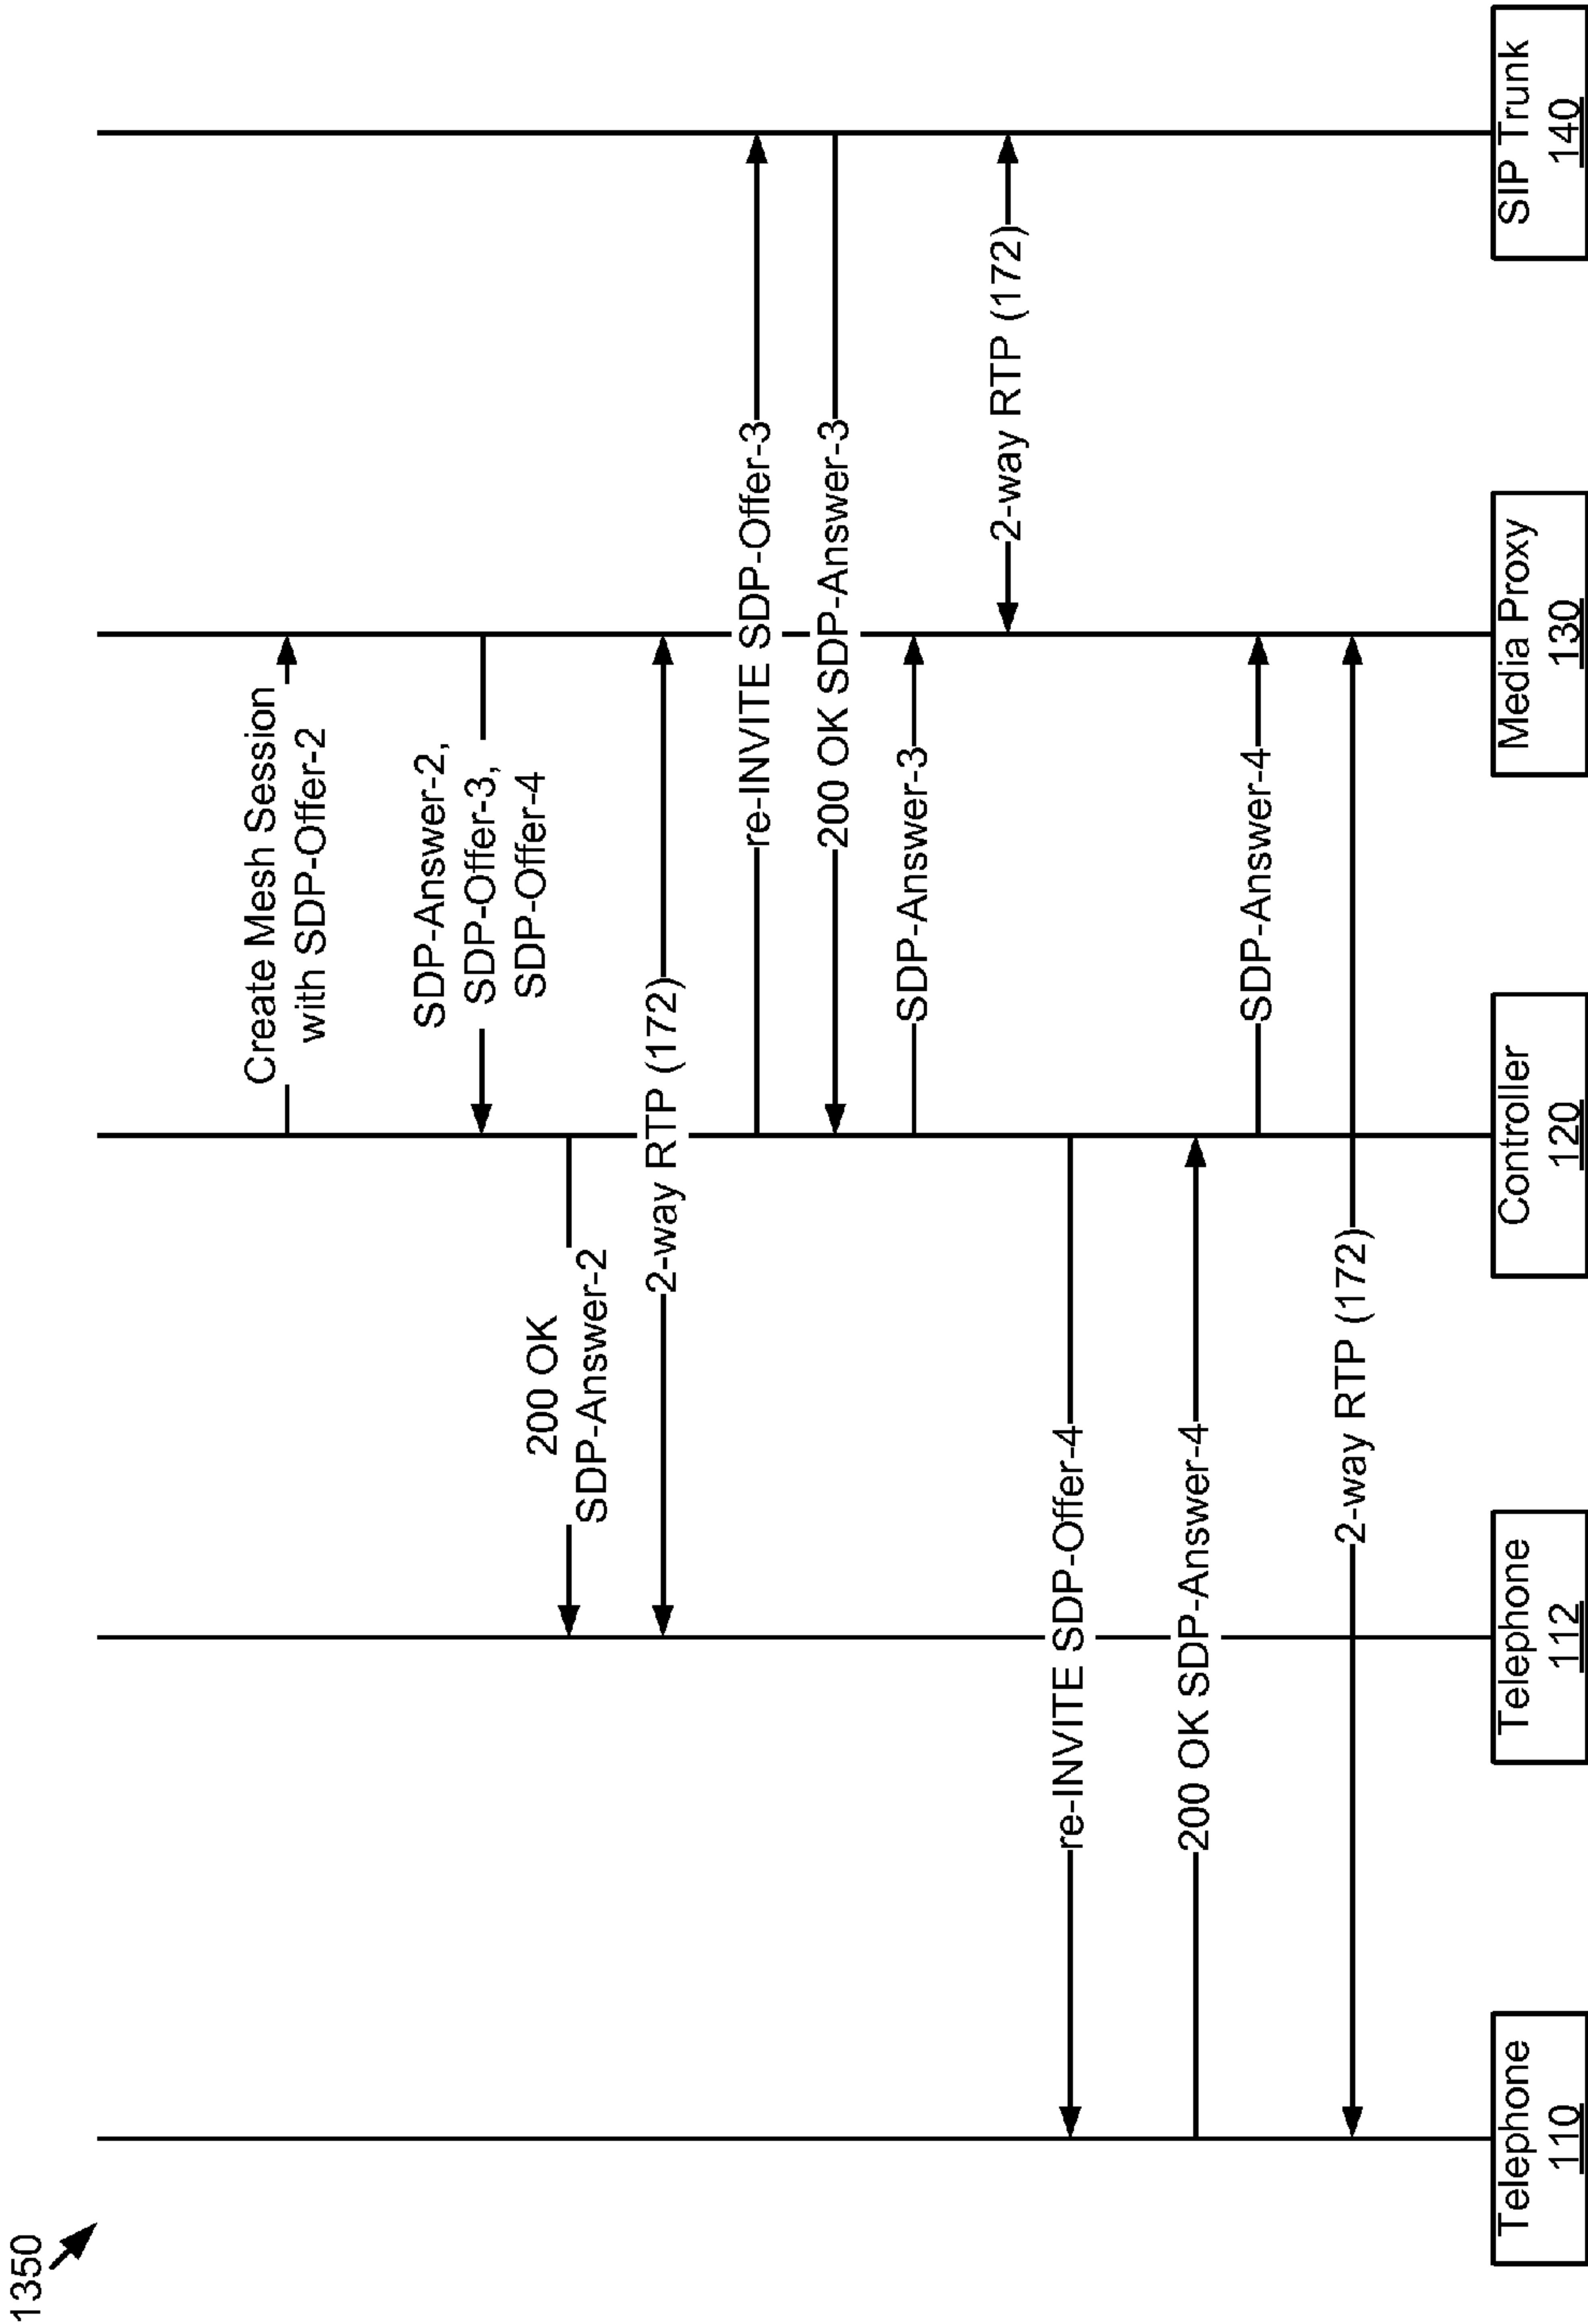 1350
Create Mesh Session
with SDP-Offer-2
SDP-Answer-2,
SDP-Offer-3,
SDP-Offer-4
200 OK
SDP-Answer-2
2-way RTP (172)
re-INVITE SDP-Offer-3
200 OK SDP-Answer-3
SDP-Answer-3
2-way RTP (172)
re-INVITE SDP-Offer-4
200 OK SDP-Answer-4
SDP-Answer-4
2-way RTP (172)
Telephone
110
Telephone
112
Controller
120
Media Proxy
130
SIP Trunk
140